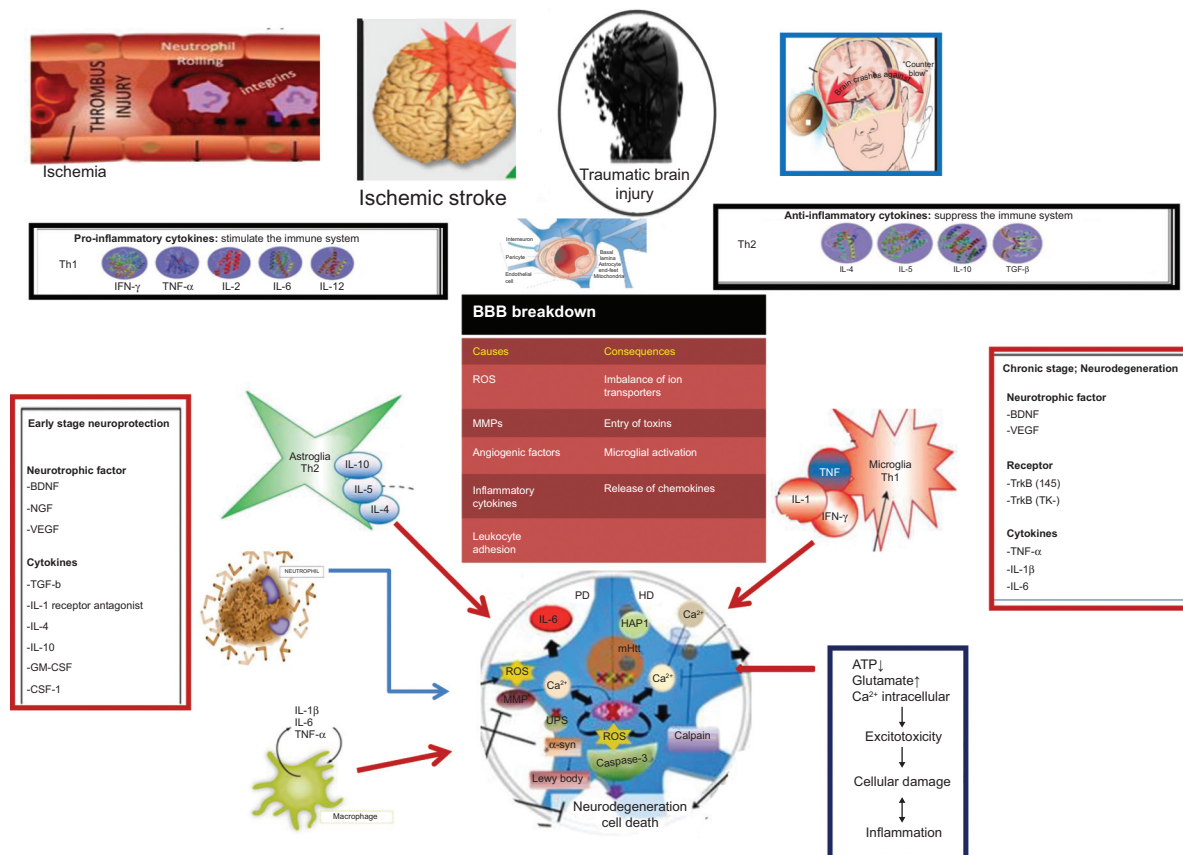 THROMBUS
INJURY
Neutrophil
Rolling
integrins
Ischemia
Ischemic stroke
Traumatic brain
injury
Brain crashes against
"Counter
blow"
Pro-inflammatory cytokines: stimulate the immune system
Th1
IFN-γ TNF-α IL-2 IL-6 IL-12
Interneuron
Pericyte
Endothelial
cell
Basal
lamina
Astrocyte
end-feet
Mitochondria
Anti-inflammatory cytokines: suppress the immune system
Th2
IL-4 IL-5 IL-10 TGF-β
BBB breakdown
Causes Consequences
ROS Imbalance of ion
transporters
MMPs Entry of toxins
Angiogenic factors Microglial activation
Inflammatory Release of chemokines
cytokines
Leukocyte
adhesion
Early stage neuroprotection
Neurotrophic factor
-BDNF
-NGF
-VEGF
Cytokines
-TGF-b
-IL-1 receptor antagonist
-IL-4
-IL-10
-GM-CSF
-CSF-1
Astroglia
Th2
IL-10
IL-5
IL-4
NEUTROPHIL
IL-1β
IL-6
TNF-α
Macrophage
TNF
IL-1
IFN-γ
Microglia
Th1
Chronic stage; Neurodegeneration
Neurotrophic factor
-BDNF
-VEGF
Receptor
-TrkB (145)
-TrkB (TK-)
Cytokines
-TNF-α
-IL-1β
-IL-6
PD HD
IL-6
HAP1
Ca²⁺
mHtt
ROS
Ca²⁺
Ca²⁺
MMP
UPS
ROS
Calpain
α-syn
Caspase-3
Lewy body
Neurodegeneration
cell death
ATP↓
Glutamate↑
Ca²⁺ intracellular
Excitotoxicity
Cellular damage
Inflammation